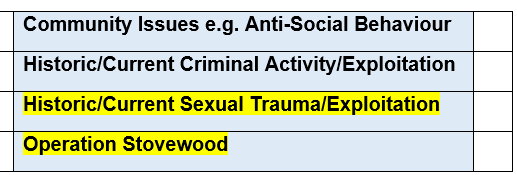 Community Issues e.g. Anti-Social Behaviour
Historic/Current Criminal Activity/Exploitation
Historic/Current Sexual Trauma/Exploitation
Operation Stovewood